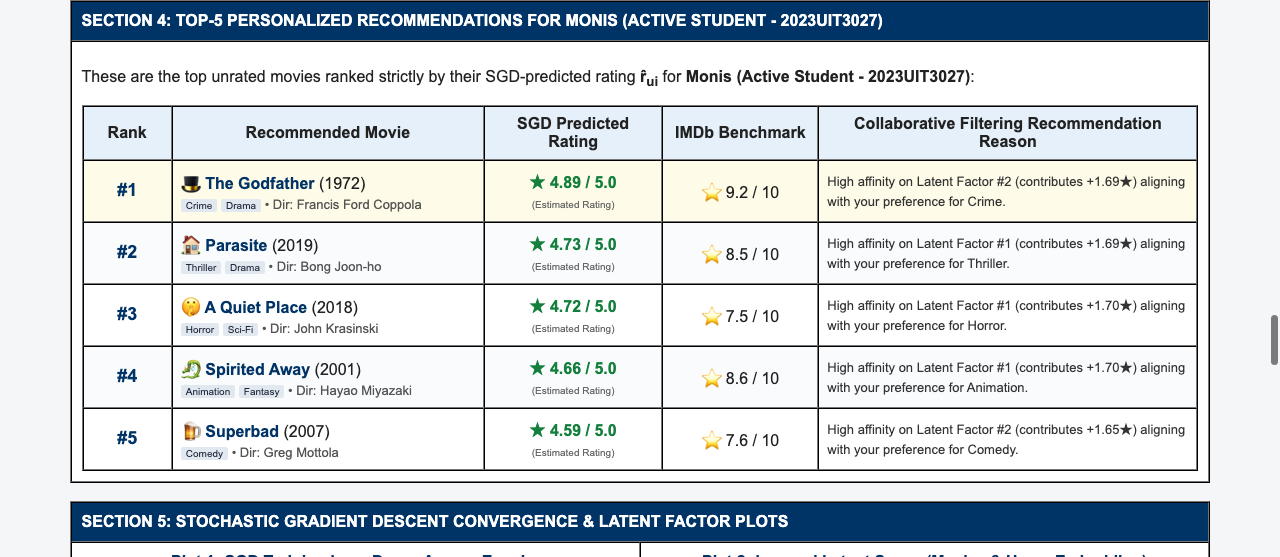 SECTION 4: TOP-5 PERSONALIZED RECOMMENDATIONS FOR MONIS (ACTIVE STUDENT - 2023UIT3027)
These are the top unrated movies ranked strictly by their SGD-predicted rating r̂ui for Monis (Active Student - 2023UIT3027):
Rank
Recommended Movie
SGD Predicted
Rating
IMDb Benchmark
Collaborative Filtering Recommendation
Reason
#1
The Godfather (1972)
Crime Drama • Dir: Francis Ford Coppola
★ 4.89 / 5.0
(Estimated Rating)
9.2 / 10
High affinity on Latent Factor #2 (contributes +1.69★) aligning
with your preference for Crime.
#2
Parasite (2019)
Thriller Drama • Dir: Bong Joon-ho
★ 4.73 / 5.0
(Estimated Rating)
8.5 / 10
High affinity on Latent Factor #1 (contributes +1.69★) aligning
with your preference for Thriller.
#3
A Quiet Place (2018)
Horror Sci-Fi • Dir: John Krasinski
★ 4.72 / 5.0
(Estimated Rating)
7.5 / 10
High affinity on Latent Factor #1 (contributes +1.70★) aligning
with your preference for Horror.
#4
Spirited Away (2001)
Animation Fantasy • Dir: Hayao Miyazaki
★ 4.66 / 5.0
(Estimated Rating)
8.6 / 10
High affinity on Latent Factor #1 (contributes +1.70★) aligning
with your preference for Animation.
#5
Superbad (2007)
Comedy • Dir: Greg Mottola
★ 4.59 / 5.0
(Estimated Rating)
7.6 / 10
High affinity on Latent Factor #2 (contributes +1.65★) aligning
with your preference for Comedy.
SECTION 5: STOCHASTIC GRADIENT DESCENT CONVERGENCE & LATENT FACTOR PLOTS